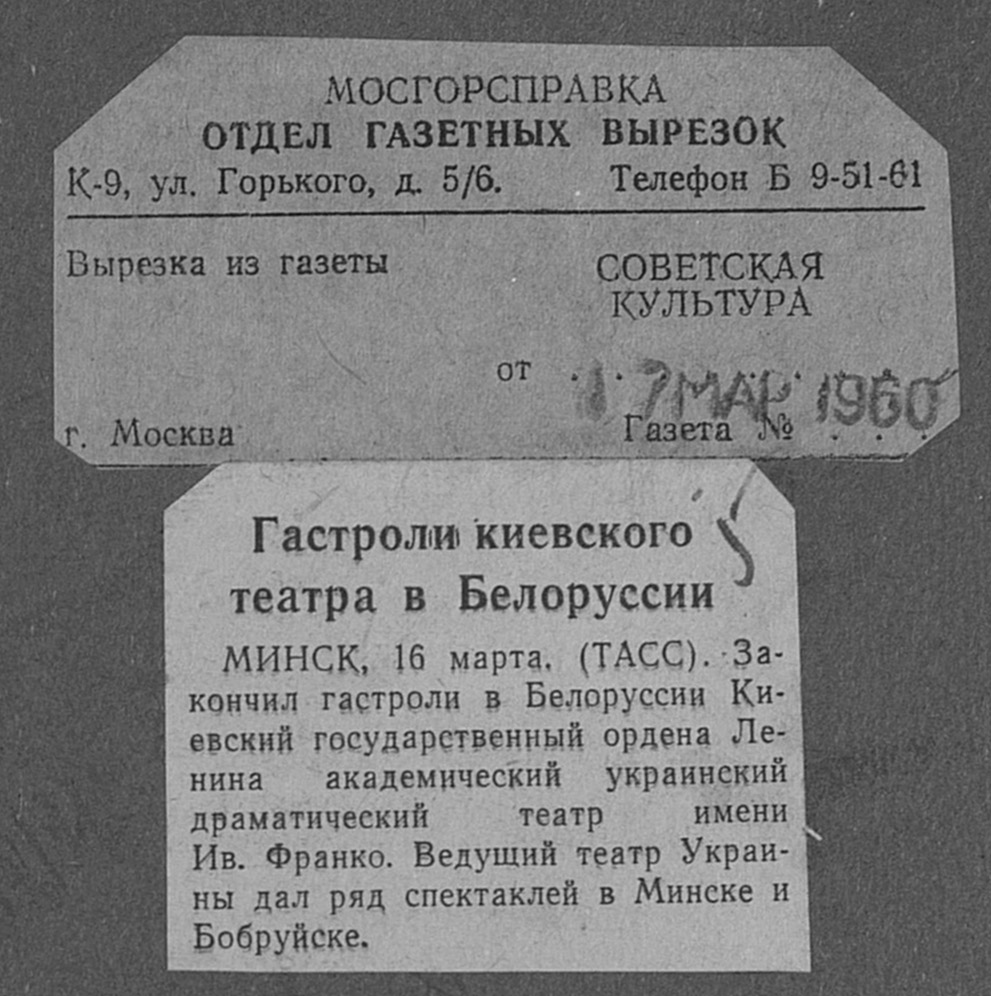 МОСГОРСПРАВКА
ОТДЕЛ ГАЗЕТНЫХ ВЫРЕЗОК
К-9, ул. Горького, д. 5/6. Телефон Б 9-51-61
Вырезка из газеты СОВЕТСКАЯ
КУЛЬТУРА
от 17 МАР 1960
г. Москва Газета № . . .
Гастроли киевского
театра в Белоруссии
МИНСК, 16 марта. (ТАСС). За-
кончил гастроли в Белоруссии Ки-
евский государственный ордена Ле-
нина академический украинский
драматический театр имени
Ив. Франко. Ведущий театр Украи-
ны дал ряд спектаклей в Минске и
Бобруйске.